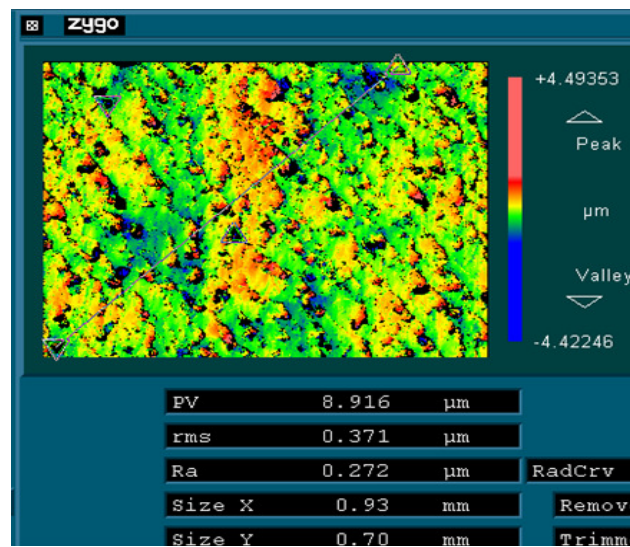 zygo
+4.49353
Peak
µm
Valley
-4.42246
PV 8.916 µm
rms 0.371 µm
Ra 0.272 µm RadCrv
Size X 0.93 mm Remov
Size Y 0.70 mm Trimm